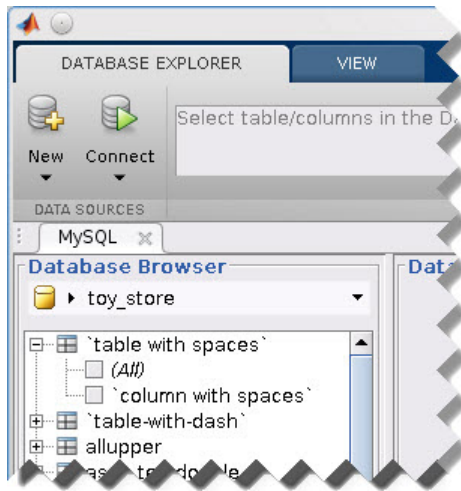 DATABASE EXPLORER
VIEW
Select table/columns in the
New
Connect
DATA SOURCES
MySQL
Database Browser
Data
toy_store
`table with spaces`
(All)
`column with spaces`
`table-with-dash`
allupper